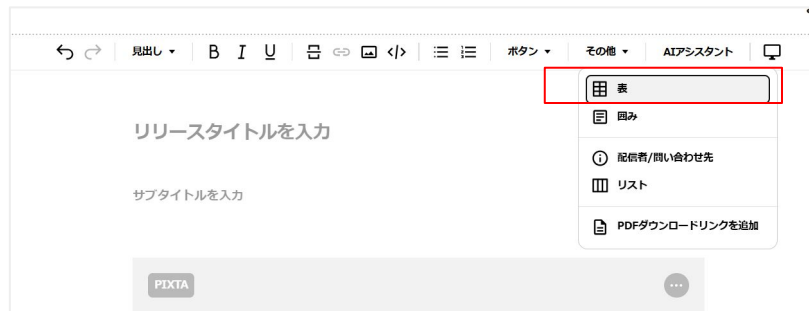 見出し B I U </> ボタン その他 AIアシスタント
表
囲み
リリースタイトルを入力
配信者/問い合わせ先
サブタイトルを入力 リスト
PDFダウンロードリンクを追加
PIXTA